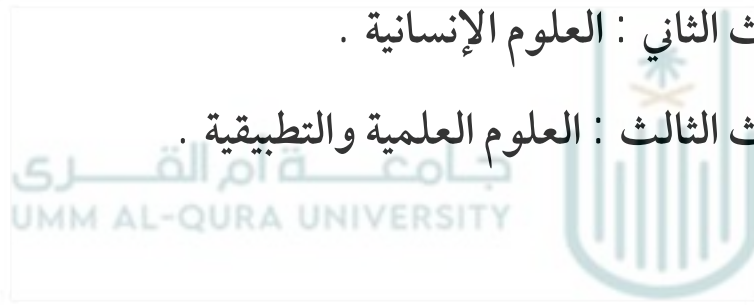 ث الثاني : العلوم الإنسانية .
ث الثالث : العلوم العلمية والتطبيقية .
جامعة أم القرى
UMM AL-QURA UNIVERSITY